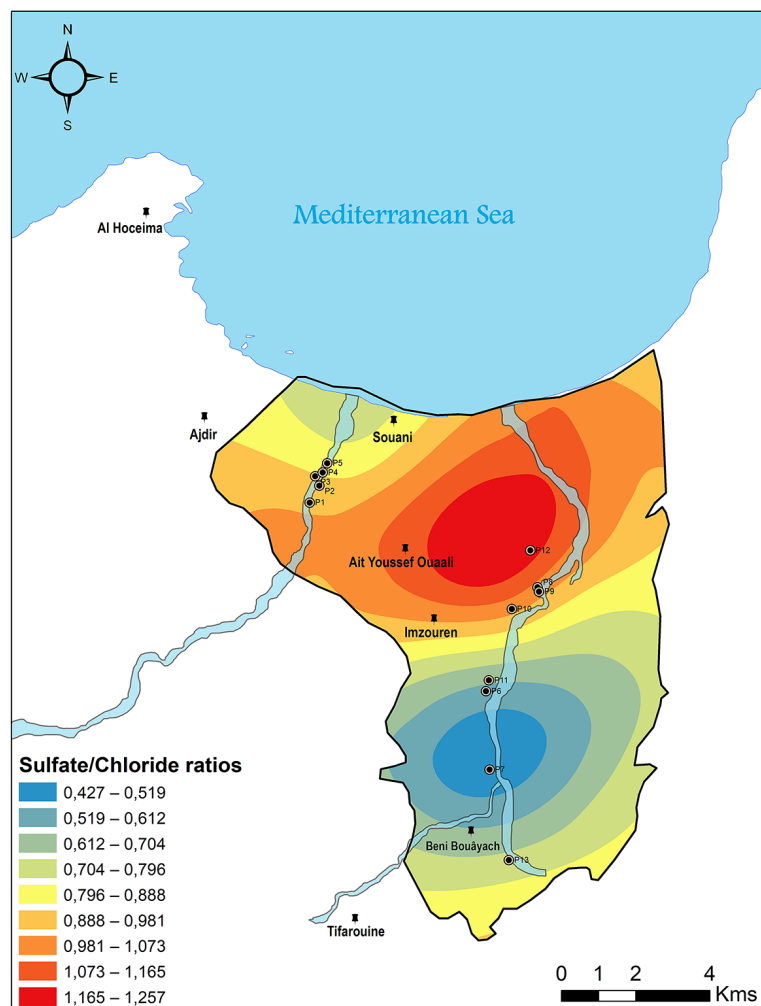 N
W E
S
Mediterranean Sea
Al Hoceima
Ajdir
Souani
P5
P4
P3
P2
P1
Ait Youssef Ouaali
P12
P8
P9
P10
Imzouren
P11
P6
P7
Beni Bouâyach
P13
Tifarouine
Sulfate/Chloride ratios
0,427 – 0,519
0,519 – 0,612
0,612 – 0,704
0,704 – 0,796
0,796 – 0,888
0,888 – 0,981
0,981 – 1,073
1,073 – 1,165
1,165 – 1,257
0 1 2 4
Kms